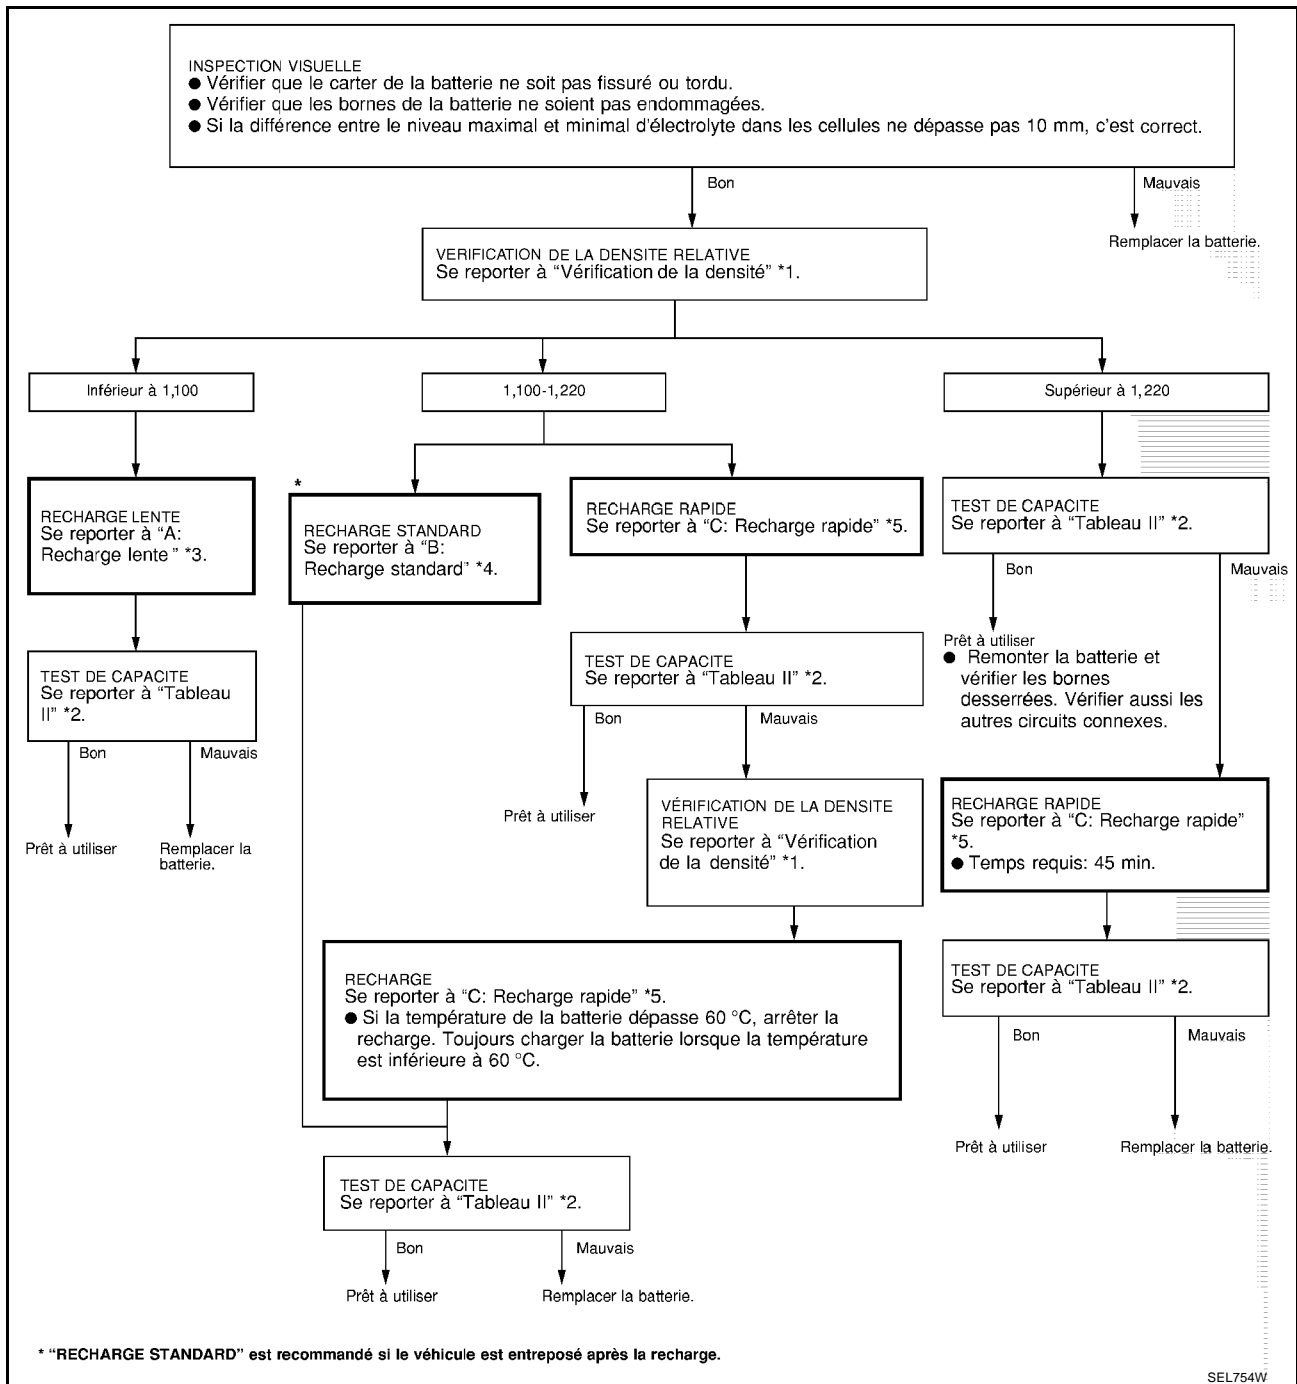 INSPECTION VISUELLE
● Vérifier que le carter de la batterie ne soit pas fissuré ou tordu.
● Vérifier que les bornes de la batterie ne soient pas endommagées.
● Si la différence entre le niveau maximal et minimal d'électrolyte dans les cellules ne dépasse pas 10 mm, c'est correct.
Bon
Mauvais
Remplacer la batterie.
VERIFICATION DE LA DENSITE RELATIVE
Se reporter à “Vérification de la densité” *1.
Inférieur à 1,100
1,100-1,220
Supérieur à 1,220
RECHARGE LENTE
Se reporter à “A:
Recharge lente” *3.
TEST DE CAPACITE
Se reporter à “Tableau
II” *2.
Bon
Mauvais
Prêt à utiliser
Remplacer la
batterie.
*
RECHARGE STANDARD
Se reporter à “B:
Recharge standard” *4.
RECHARGE RAPIDE
Se reporter à “C: Recharge rapide” *5.
TEST DE CAPACITE
Se reporter à “Tableau II” *2.
Bon
Mauvais
Prêt à utiliser
VÉRIFICATION DE LA DENSITE
RELATIVE
Se reporter à “Vérification
de la densité” *1.
RECHARGE
Se reporter à “C: Recharge rapide” *5.
● Si la température de la batterie dépasse 60 °C, arrêter la
recharge. Toujours charger la batterie lorsque la température
est inférieure à 60 °C.
TEST DE CAPACITE
Se reporter à “Tableau II” *2.
Bon
Mauvais
Prêt à utiliser
Remplacer la batterie.
TEST DE CAPACITE
Se reporter à “Tableau II” *2.
Bon
Mauvais
Prêt à utiliser
● Remonter la batterie et
vérifier les bornes
desserrées. Vérifier aussi les
autres circuits connexes.
RECHARGE RAPIDE
Se reporter à “C: Recharge rapide”
*5.
● Temps requis: 45 min.
TEST DE CAPACITE
Se reporter à “Tableau II” *2.
Bon
Mauvais
Prêt à utiliser
Remplacer la batterie.
* “RECHARGE STANDARD” est recommandé si le véhicule est entreposé après la recharge.
SEL754W